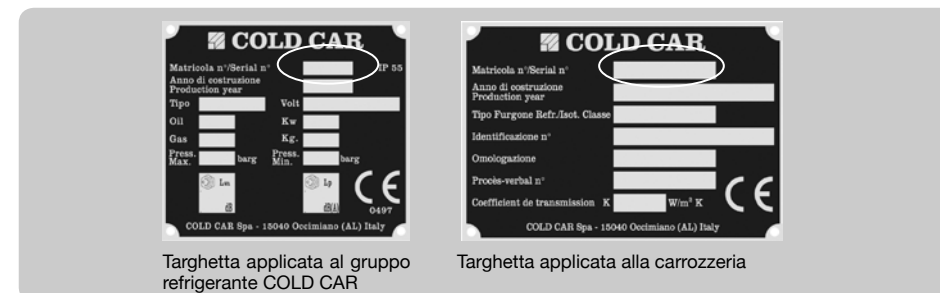 COLD CAR
Matricola n°/Serial n° IP 55
Anno di costruzione
Production year
Tipo Volt
Oil Kw
Gas Kg.
Press. Max. barg Press. Min. barg
Lw Lp
dB dB(A)
0497
COLD CAR Spa - 15040 Occimiano (AL) Italy
Targhetta applicata al gruppo
refrigerante COLD CAR
COLD CAR
Matricola n°/Serial n°
Anno di costruzione
Production year
Tipo Furgone Refr./Isot. Classe
Identificazione n°
Omologazione
Procès-verbal n°
Coefficient de transmission K W/m² K
CE
COLD CAR Spa - 15040 Occimiano (AL) Italy
Targhetta applicata alla carrozzeria